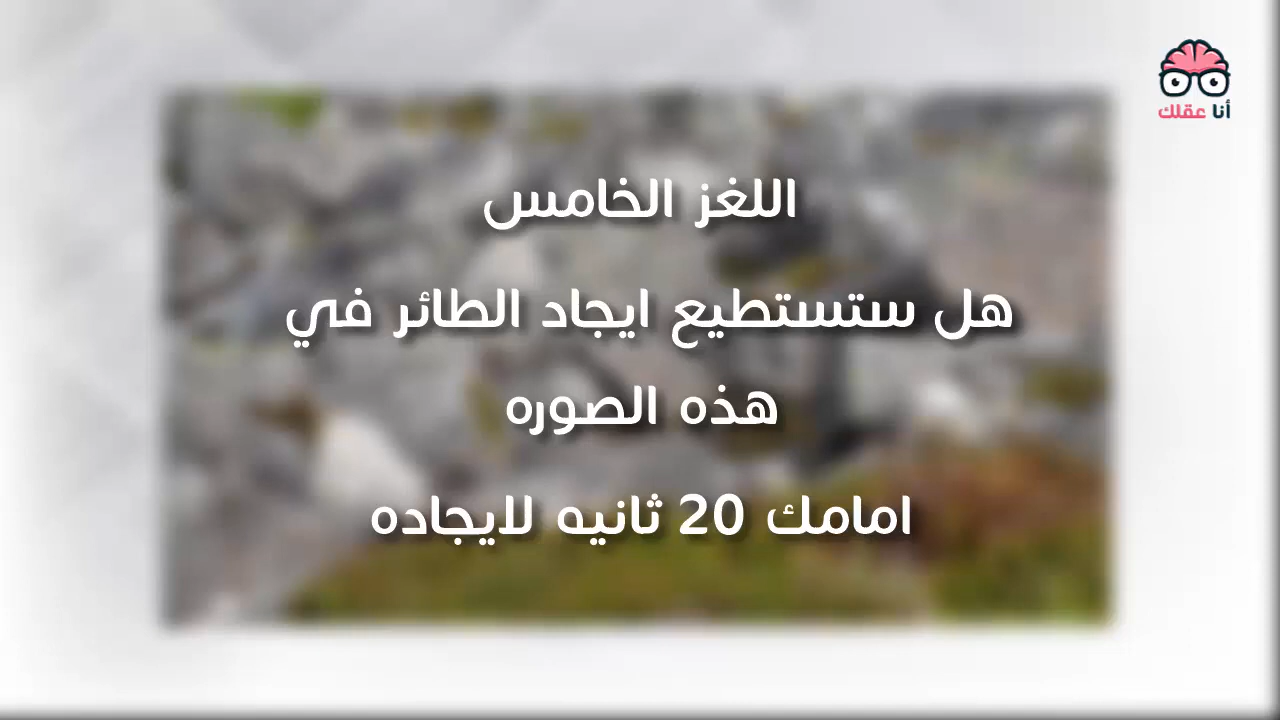 أنا عقلك
اللغز الخامس
هل ستستطيع ايجاد الطائر في
هذه الصوره
امامك 20 ثانيه لايجاده